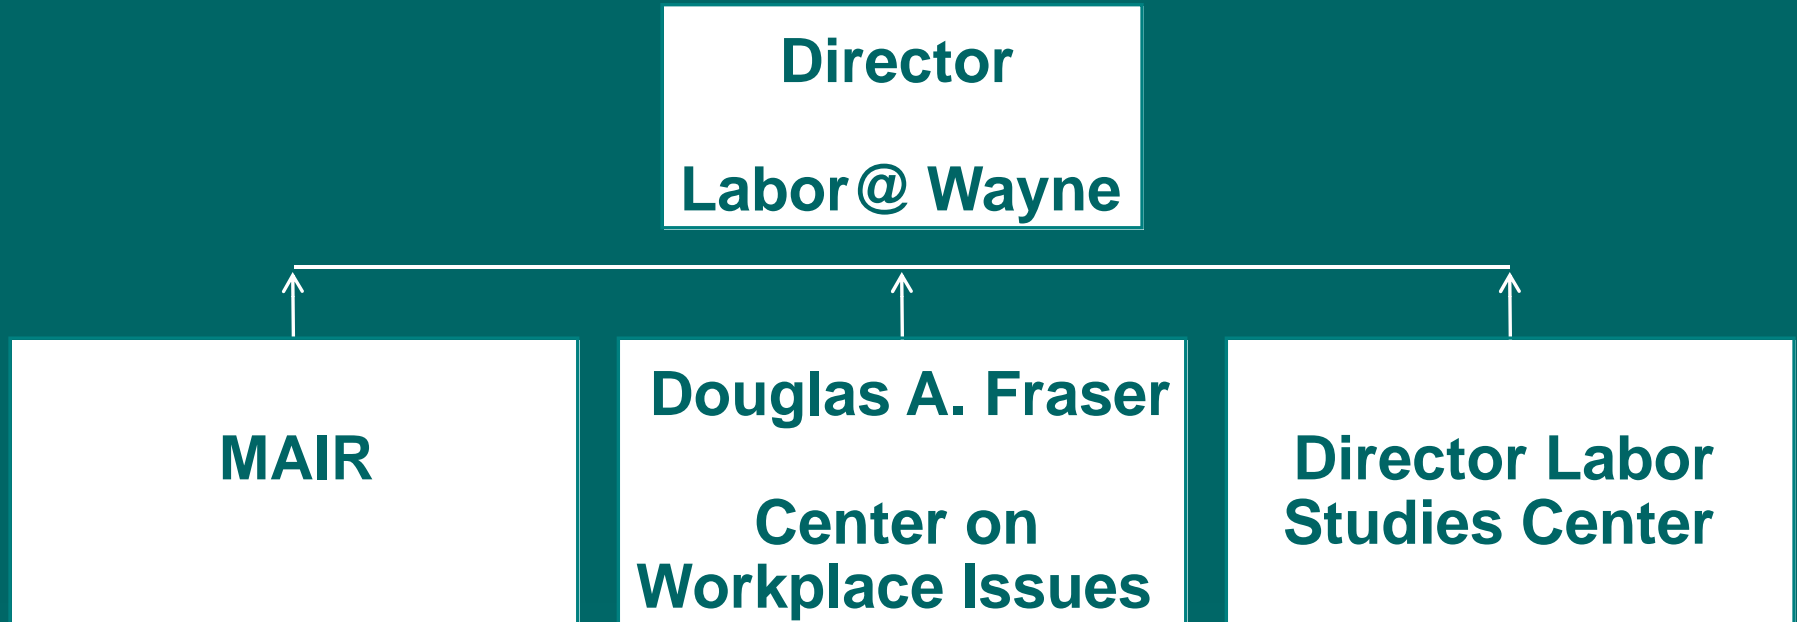 Director
Labor@ Wayne
MAIR
Douglas A. Fraser
Center on
Workplace Issues
Director Labor
Studies Center